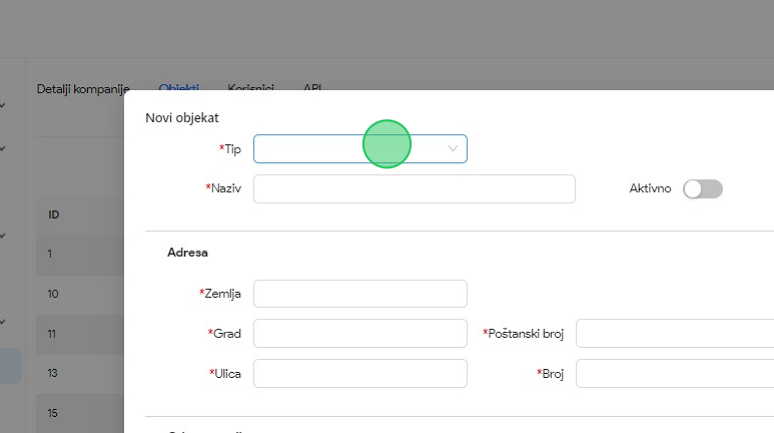 Detalji kompanije Objekti Korisnici API
Novi objekat
*Tip
*Naziv Aktivno
ID
Adresa
1
*Zemlja
10
*Grad *Poštanski broj
11
*Ulica *Broj
13
15